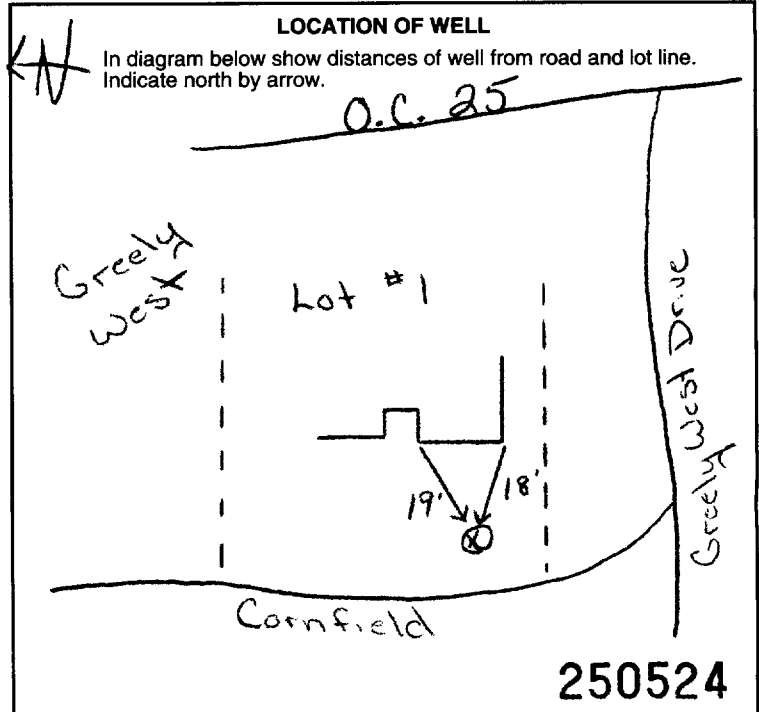 LOCATION OF WELL
In diagram below show distances of well from road and lot line.
Indicate north by arrow.
N
O.C. 25
Greely
West
Lot #1
Greely West Drive
19'
18'
Cornfield
250524